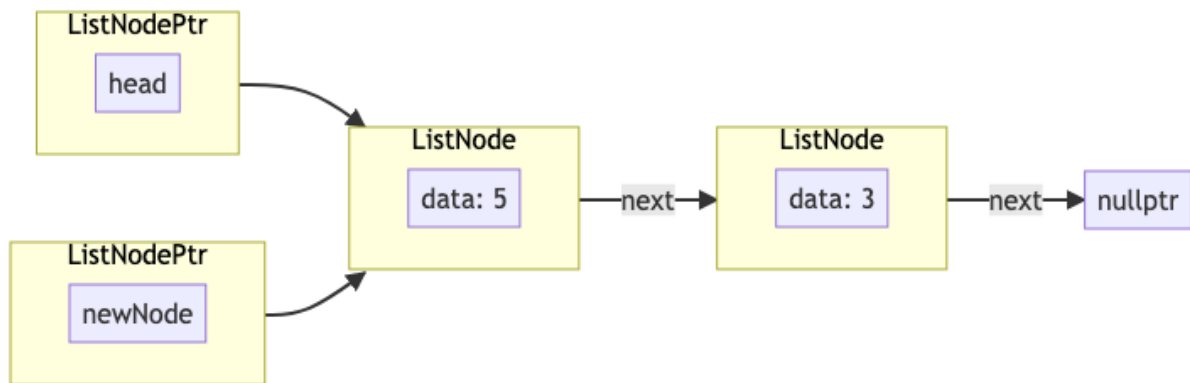 ListNodePtr
head
ListNodePtr
newNode
ListNode
data: 5
next
ListNode
data: 3
next
nullptr